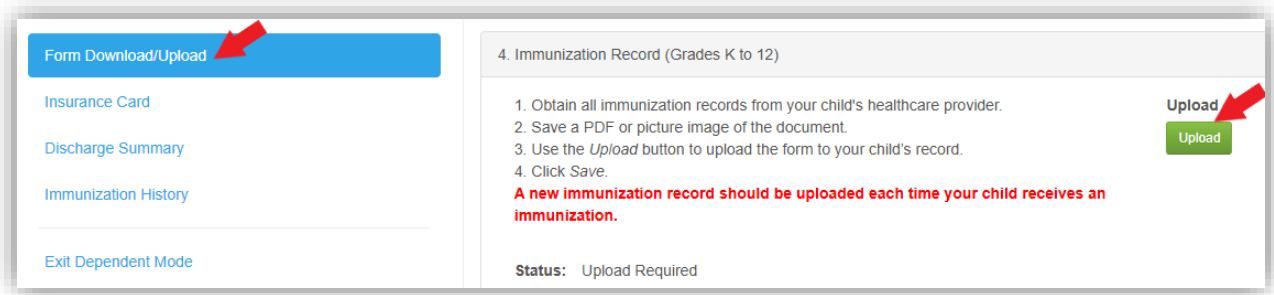 Form Download/Upload
Insurance Card
Discharge Summary
Immunization History
Exit Dependent Mode
4. Immunization Record (Grades K to 12)
1. Obtain all immunization records from your child's healthcare provider.
2. Save a PDF or picture image of the document.
3. Use the Upload button to upload the form to your child's record.
4. Click Save.
A new immunization record should be uploaded each time your child receives an
immunization.
Status: Upload Required
Upload
Upload